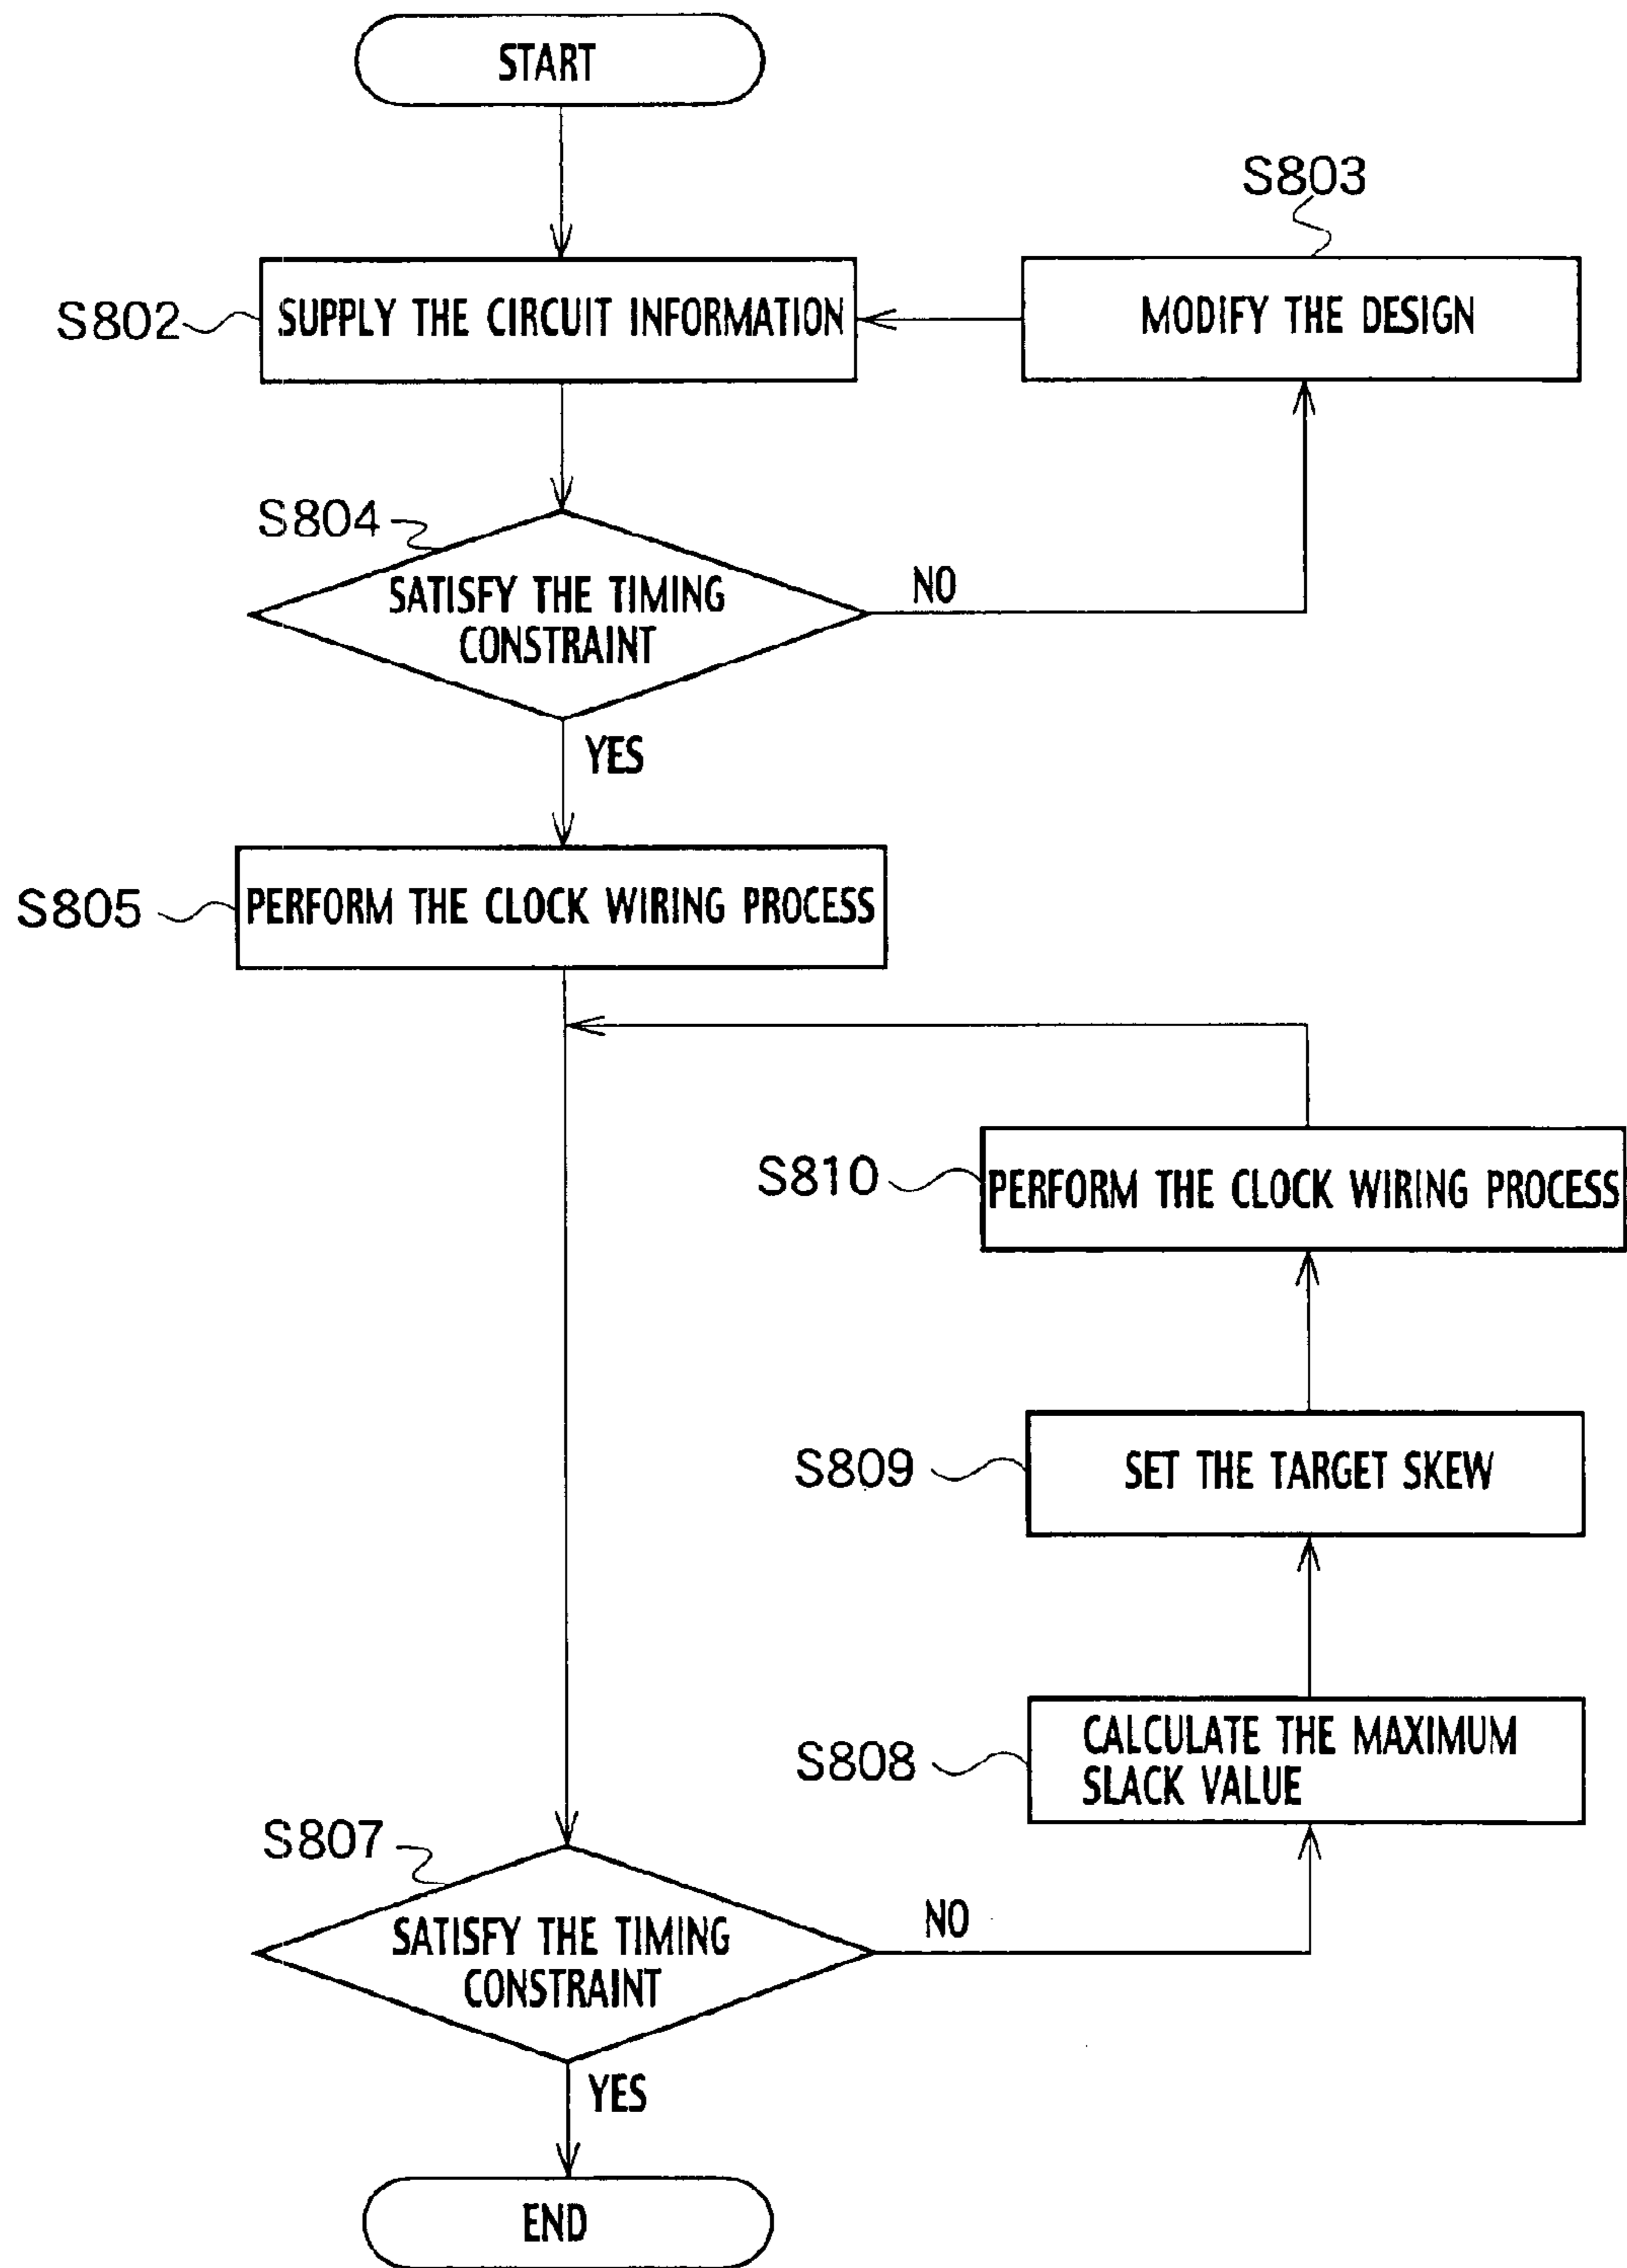 START
S803
S802
SUPPLY THE CIRCUIT INFORMATION
MODIFY THE DESIGN
S804
SATISFY THE TIMING
CONSTRAINT
NO
YES
S805
PERFORM THE CLOCK WIRING PROCESS
S810
PERFORM THE CLOCK WIRING PROCESS
S809
SET THE TARGET SKEW
S808
CALCULATE THE MAXIMUM
SLACK VALUE
S807
SATISFY THE TIMING
CONSTRAINT
NO
YES
END